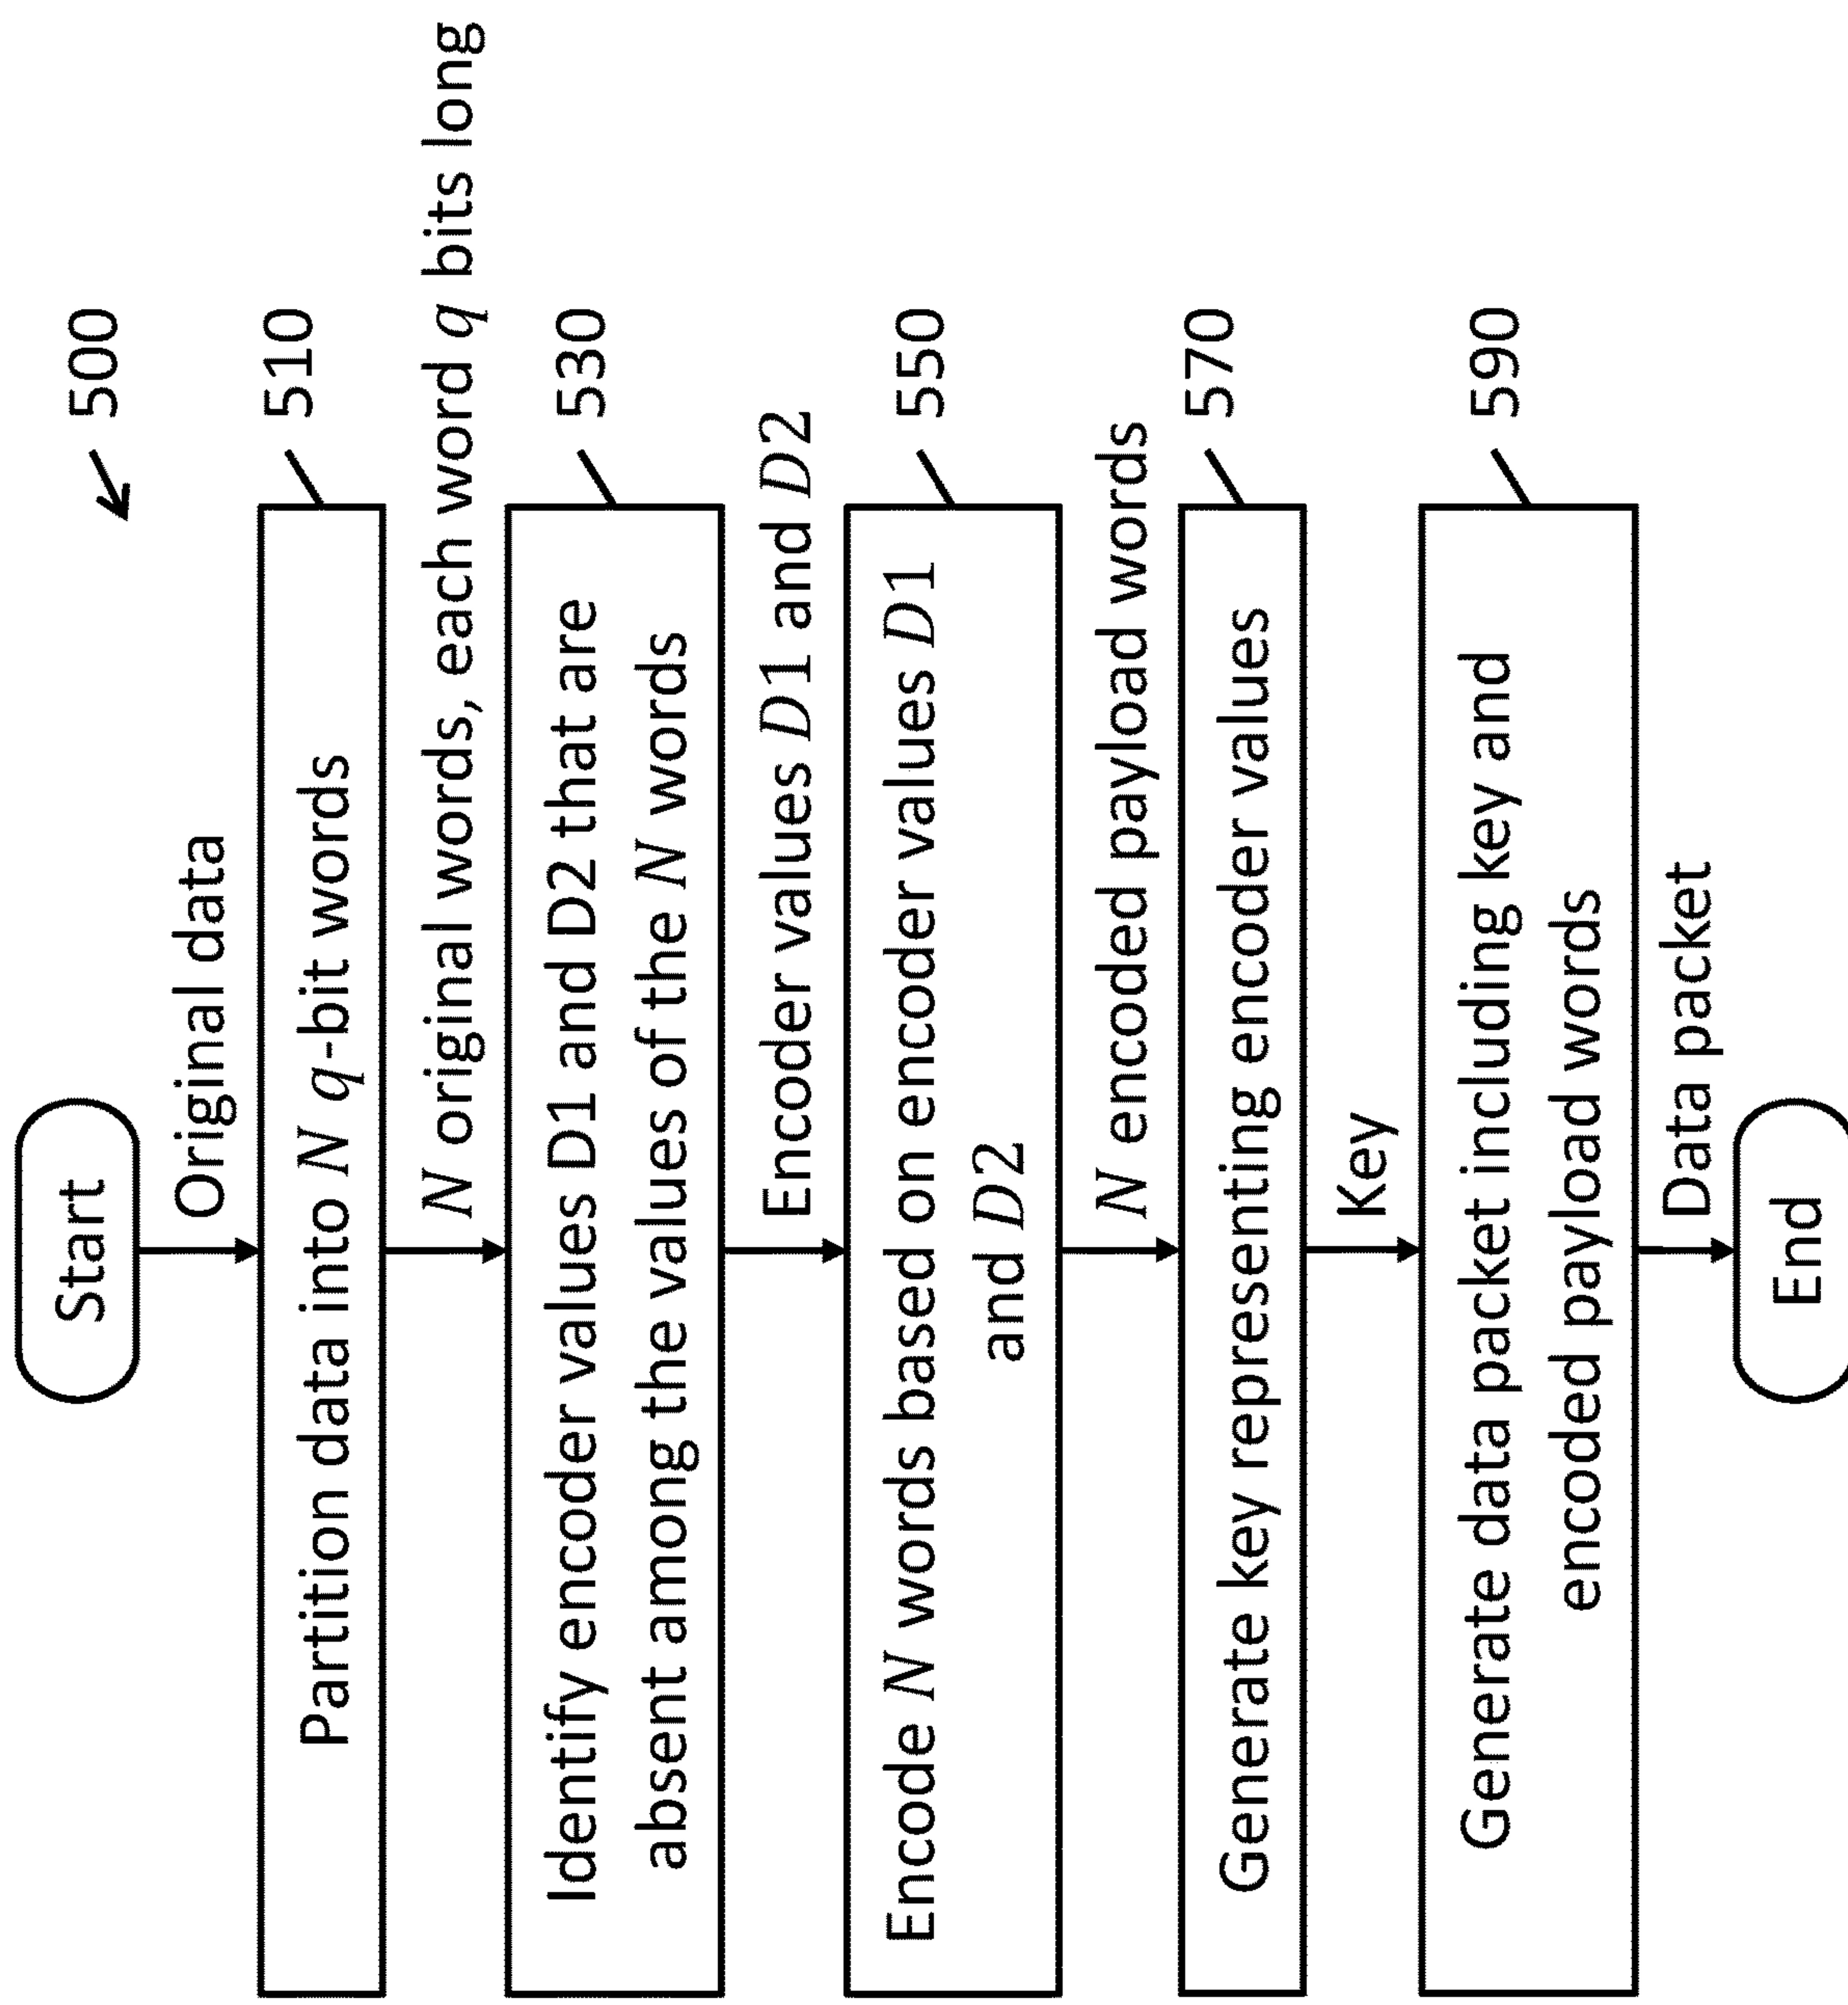 500
Start
Original data
510
Partition data into N q-bit words
N original words, each word q bits long
530
Identify encoder values D1 and D2 that are
absent among the values of the N words
Encoder values D1 and D2
550
Encode N words based on encoder values D1
and D2
N encoded payload words
570
Generate key representing encoder values
Key
590
Generate data packet including key and
encoded payload words
Data packet
End